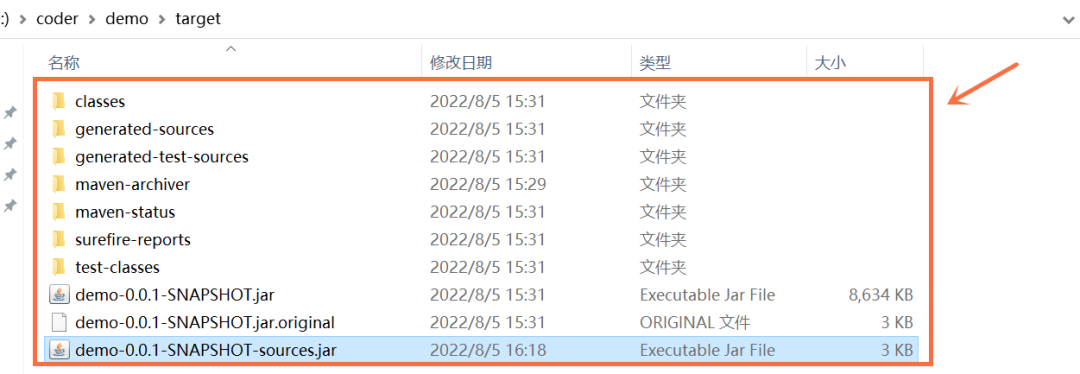 :) > coder > demo > target
名称 修改日期 类型 大小
classes 2022/8/5 15:31 文件夹
generated-sources 2022/8/5 15:31 文件夹
generated-test-sources 2022/8/5 15:31 文件夹
maven-archiver 2022/8/5 15:29 文件夹
maven-status 2022/8/5 15:31 文件夹
surefire-reports 2022/8/5 15:31 文件夹
test-classes 2022/8/5 15:31 文件夹
demo-0.0.1-SNAPSHOT.jar 2022/8/5 15:31 Executable Jar File 8,634 KB
demo-0.0.1-SNAPSHOT.jar.original 2022/8/5 15:31 ORIGINAL 文件 3 KB
demo-0.0.1-SNAPSHOT-sources.jar 2022/8/5 16:18 Executable Jar File 3 KB